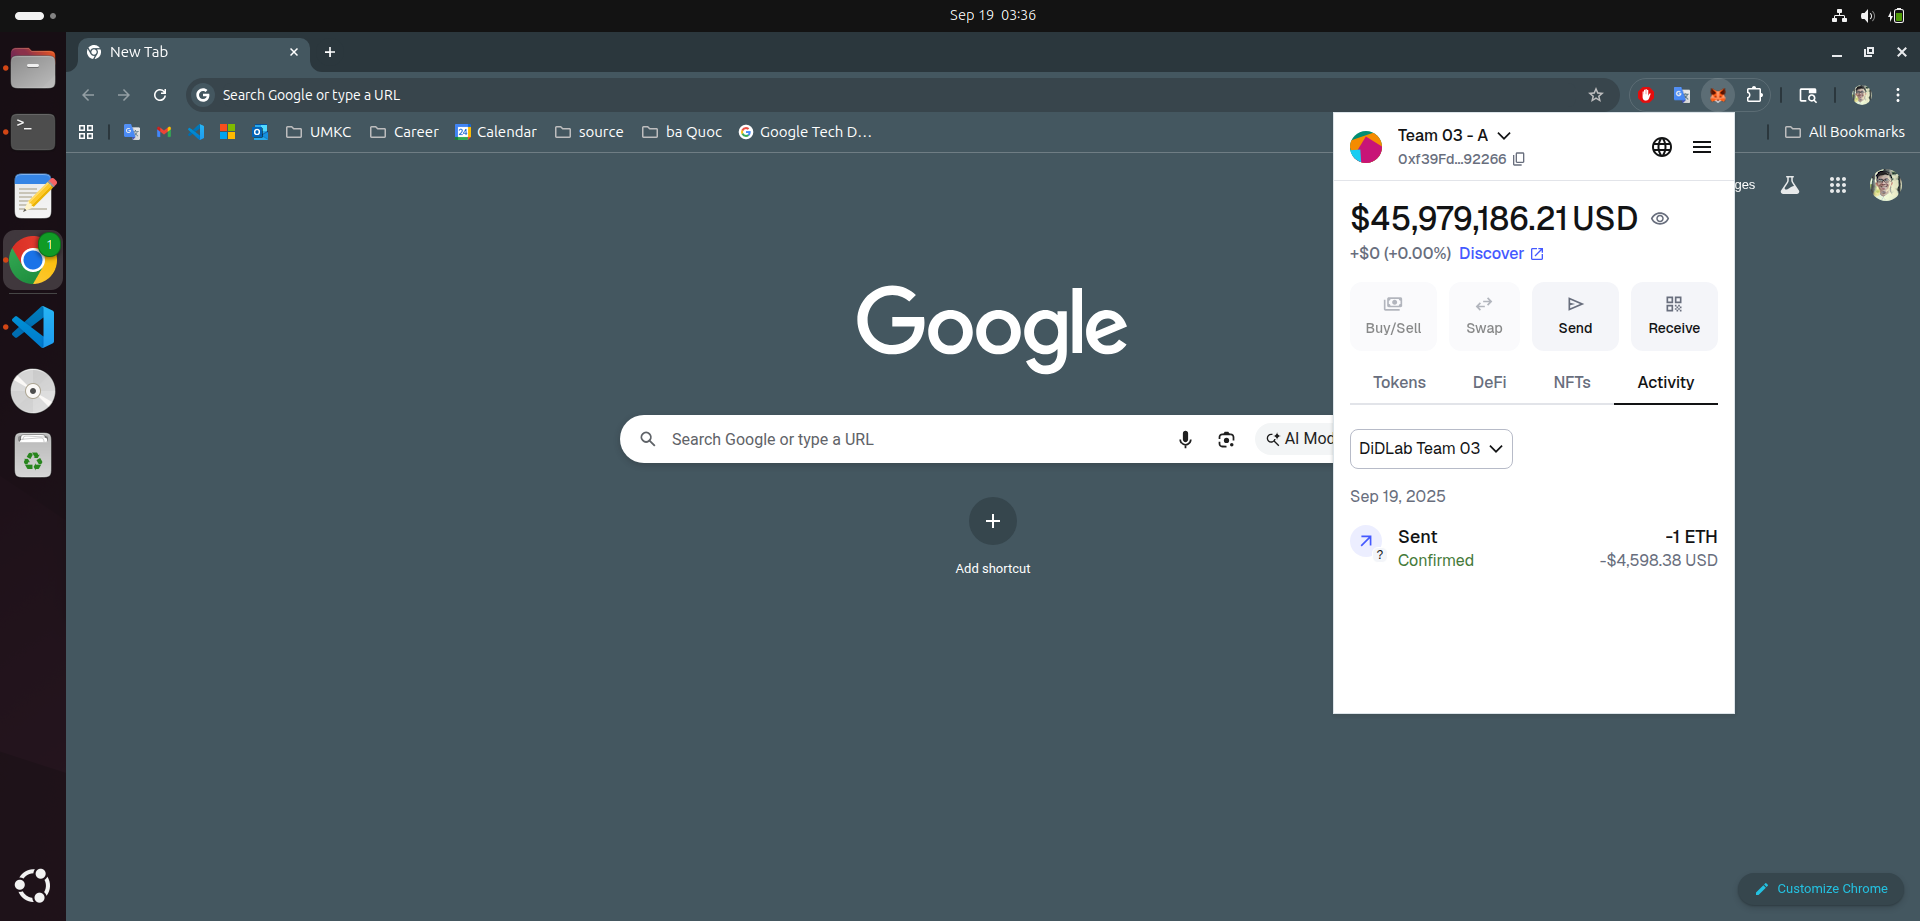 Sep 19 03:36
New Tab
Search Google or type a URL
UMKC
Career
24
Calendar
source
ba Quoc
Google Tech D...
All Bookmarks
1
>_
Team 03 - A
0xf39Fd...92266
ges
$45,979,186.21 USD
+$0 (+0.00%) Discover
Buy/Sell
Swap
Send
Receive
Tokens
DeFi
NFTs
Activity
Google
Search Google or type a URL
AI Mod
DiDLab Team 03
Sep 19, 2025
Sent
-1 ETH
?
Confirmed
-$4,598.38 USD
Add shortcut
Customize Chrome